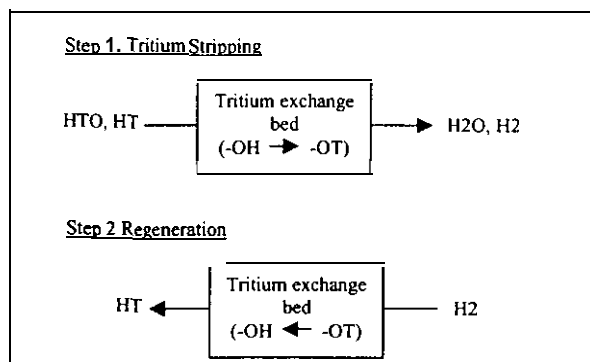 Step 1. Tritium Stripping
Tritium exchange
HTO, HT
bed
H2O, H2
(-OH → -OT)
Step 2 Regeneration
Tritium exchange
HT
bed
H2
(-OH ← -OT)